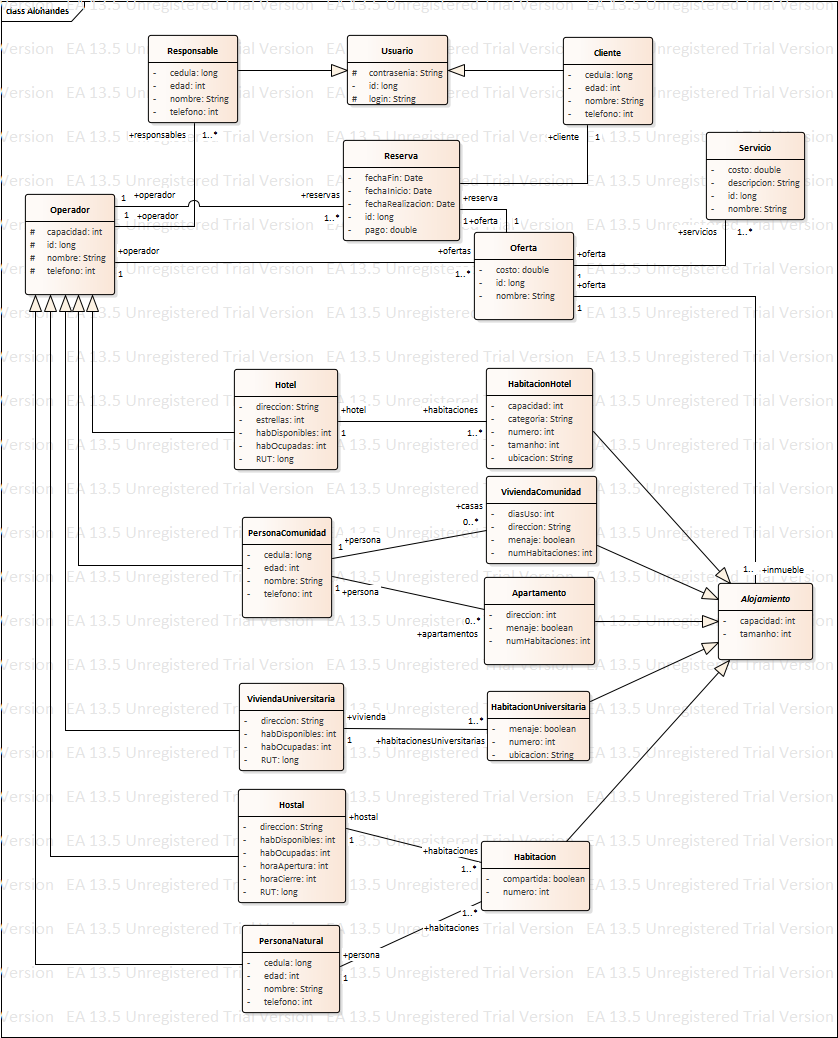 class Alohandes
Responsable
- cedula: long
- edad: int
- nombre: String
- telefono: int
Usuario
# contrasenia: String
- id: long
# login: String
Cliente
- cedula: long
- edad: int
- nombre: String
- telefono: int
+responsables 1..*
+cliente 1
Servicio
- costo: double
- descripcion: String
- id: long
- nombre: String
Reserva
- fechaFin: Date
- fechaInicio: Date
- fechaRealizacion: Date
- id: long
- pago: double
Operador
# capacidad: int
# id: long
# nombre: String
# telefono: int
1 +operador
+reservas
1..*
1 +operador
+reserva
1 +oferta 1
+servicios 1..*
+operador
1
+ofertas
1..*
Oferta
- costo: double
- id: long
- nombre: String
+oferta
1
+oferta
1
Hotel
- direccion: String
- estrellas: int
- habDisponibles: int
- habOcupadas: int
- RUT: long
+hotel
1
+habitaciones
1..*
HabitacionHotel
- capacidad: int
- categoria: String
- numero: int
- tamanho: int
- ubicacion: String
ViviendaComunidad
- diasUso: int
- direccion: String
- menaje: boolean
- numHabitaciones: int
+casas
0..*
PersonaComunidad
- cedula: long
- edad: int
- nombre: String
- telefono: int
+persona
1
1
+persona
Apartamento
- direccion: int
- menaje: boolean
- numHabitaciones: int
0..*
+apartamentos
1.. +inmueble
Alojamiento
- capacidad: int
- tamanho: int
ViviendaUniversitaria
- direccion: String
- habDisponibles: int
- habOcupadas: int
- RUT: long
+vivienda
1
1..*
+habitacionesUniversitarias
HabitacionUniversitaria
- menaje: boolean
- numero: int
- ubicacion: String
Hostal
- direccion: String
- habDisponibles: int
- habOcupadas: int
- horaApertura: int
- horaCierre: int
- RUT: long
+hostal
1
+habitaciones
1..*
Habitacion
- compartida: boolean
- numero: int
1..*
+habitaciones
PersonaNatural
- cedula: long
- edad: int
- nombre: String
- telefono: int
+persona
1
EA 13.5 Unregistered Trial Version